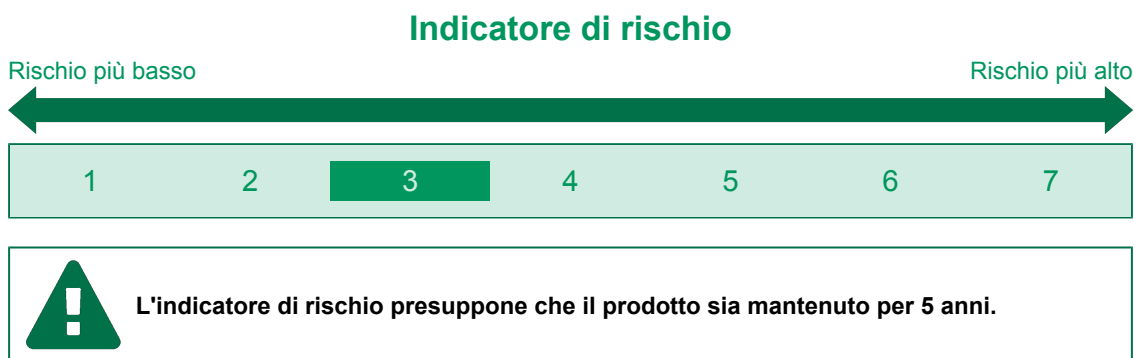 Indicatore di rischio
Rischio più basso Rischio più alto
1 2 3 4 5 6 7
L'indicatore di rischio presuppone che il prodotto sia mantenuto per 5 anni.